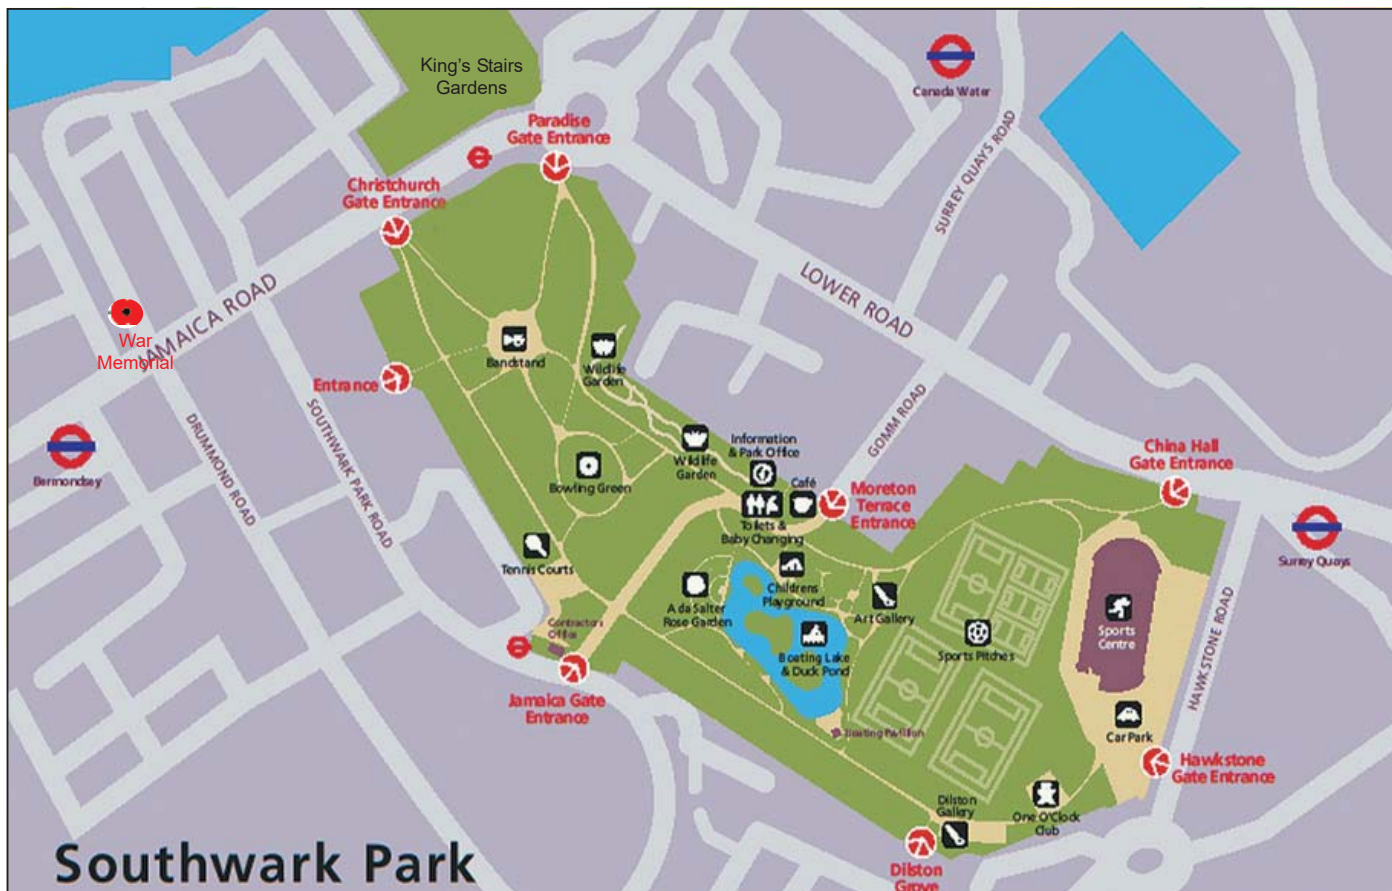 King's Stairs
Gardens
Canada Water
Paradise
Gate Entrance
SURREY QUAYS ROAD
Christchurch
Gate Entrance
LOWER ROAD
JAMAICA ROAD
War
Memorial
Bandstand
Wildlife
Garden
Entrance
GOMM ROAD
DRUMMOND ROAD
SOUTHWARK PARK ROAD
Bermondsey
Wildlife
Garden
Information
& Park Office
China Hall
Gate Entrance
Café
Bowling Green
Moreton
Terrace
Entrance
Toilets &
Baby Changing
Surrey Quays
Tennis Courts
Childrens
Playground
Ada Salter
Rose Garden
Art Gallery
Contractors
Office
Sports
Centre
Boating Lake
& Duck Pond
Sports Pitches
HAWKSTONE ROAD
Jamaica Gate
Entrance
Boating Pavilion
Car Park
Hawkstone
Gate Entrance
Dilston
Gallery
One O'Clock
Club
Southwark Park
Dilston
Grove